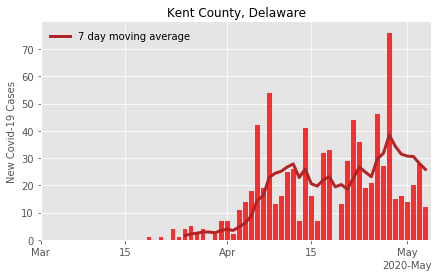 Kent County, Delaware
7 day moving average
New Covid-19 Cases
70
60
50
40
30
20
10
0
Mar
15
Apr
15
May
2020-May